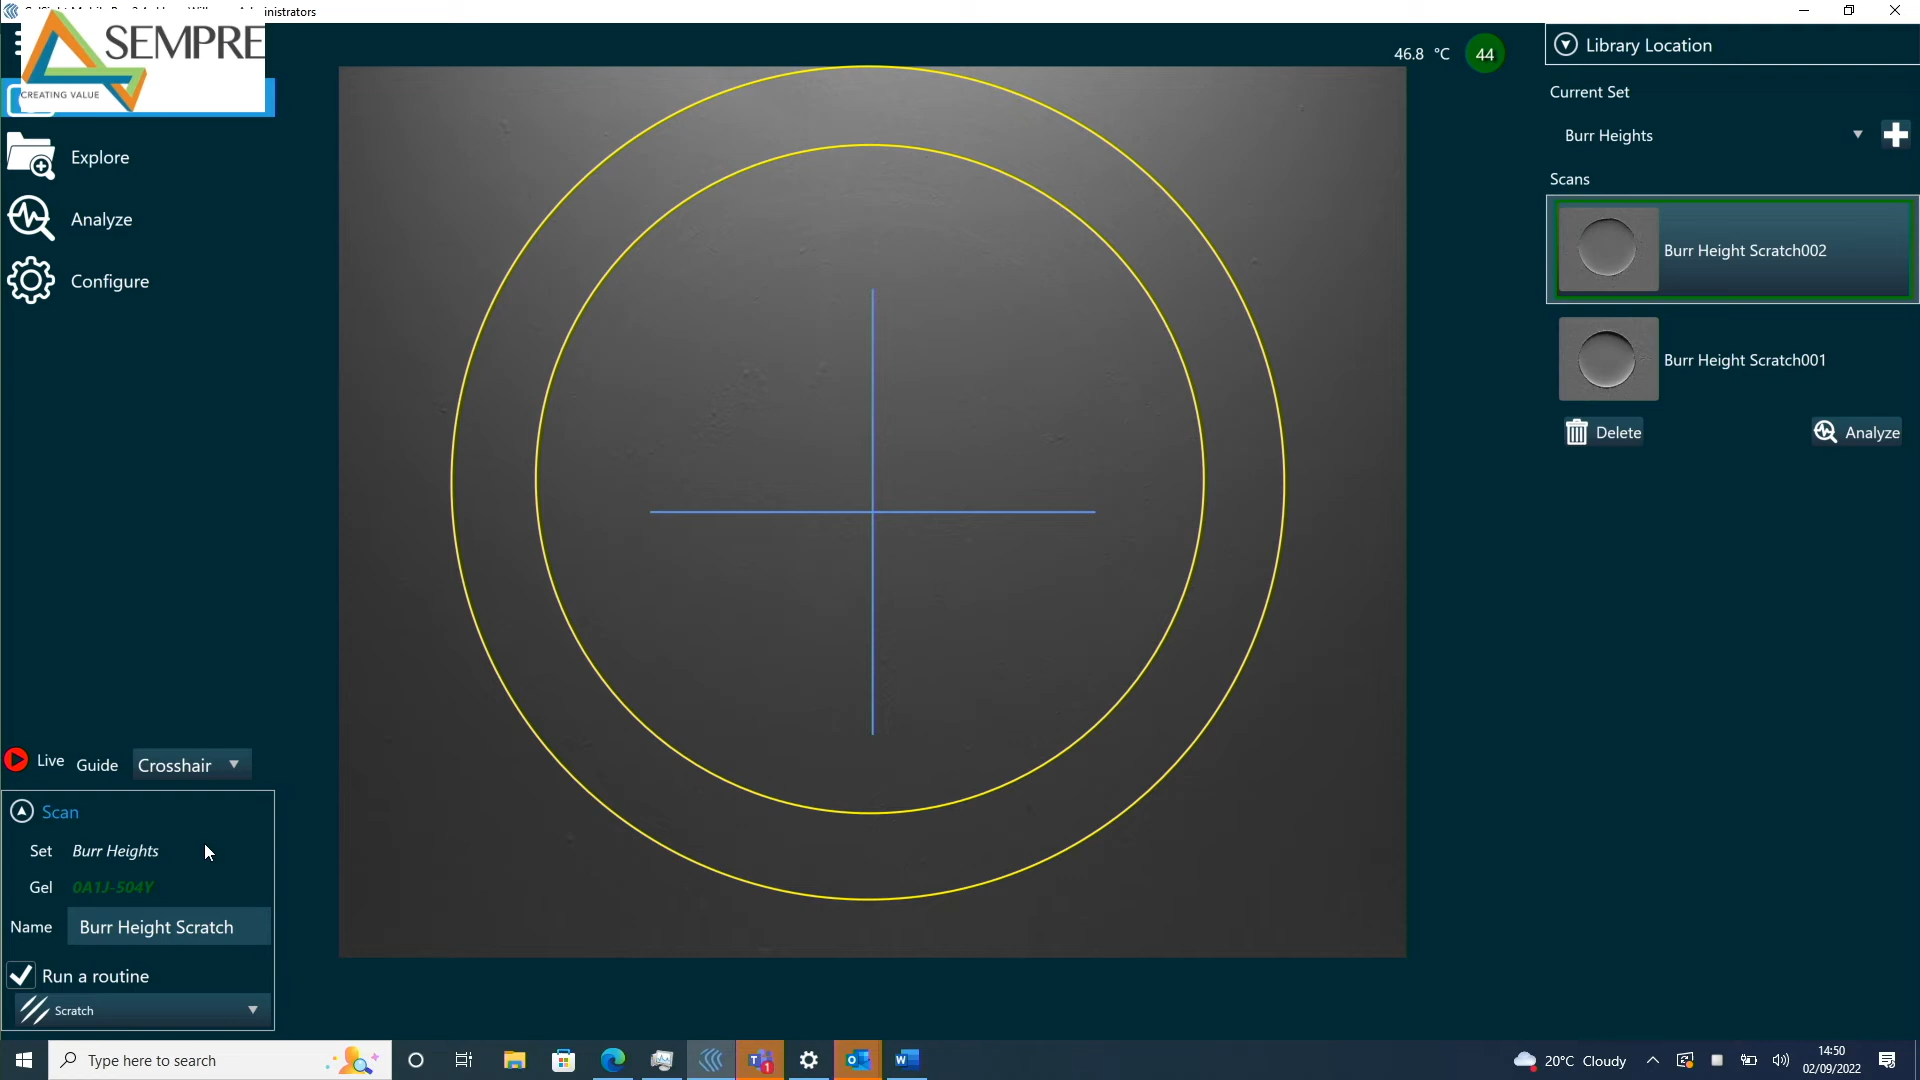 inistrators
SEMPRE
CREATING VALUE
Explore
Analyze
Configure
46.8 °C 44
Library Location
Current Set
Burr Heights
Scans
Burr Height Scratch002
Burr Height Scratch001
Delete Analyze
Live Guide Crosshair
Scan
Set Burr Heights
Gel 0A1J-504Y
Name Burr Height Scratch
Run a routine
Scratch
Type here to search
1
20°C Cloudy
14:50
02/09/2022